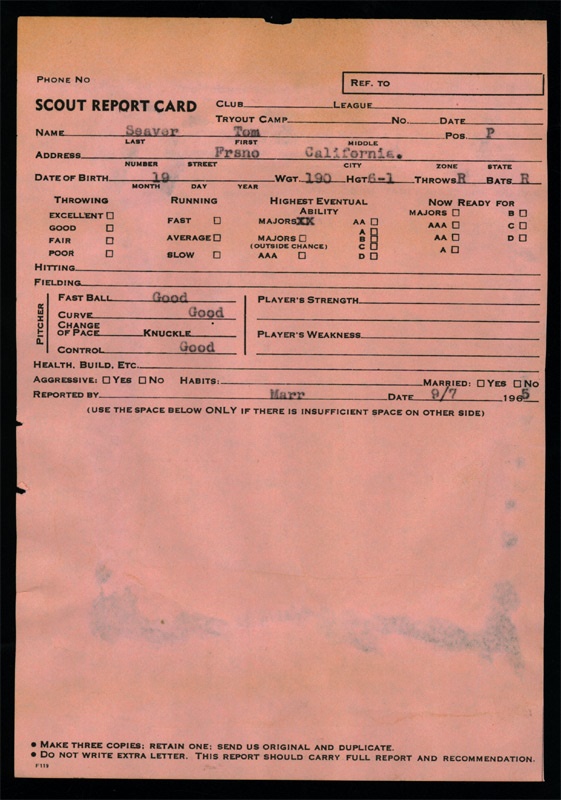 PHONE NO
REF. TO
SCOUT REPORT CARD CLUB LEAGUE
TRYOUT CAMP No. DATE
NAME Seaver Tom POS. P
LAST FIRST MIDDLE
ADDRESS Frsno California.
NUMBER STREET CITY ZONE STATE
DATE OF BIRTH 19 WGT. 190 HGT 6-1 THROWS R BATS R
MONTH DAY YEAR
THROWING RUNNING HIGHEST EVENTUAL ABILITY NOW READY FOR
EXCELLENT FAST MAJORS XX AA MAJORS B
GOOD A AAA C
FAIR AVERAGE MAJORS B AA D
(OUTSIDE CHANCE) C A
POOR SLOW AAA D
HITTING
FIELDING
PITCHER
FAST BALL Good PLAYER'S STRENGTH
CURVE Good
CHANGE OF PACE KNUCKLE PLAYER'S WEAKNESS
CONTROL Good
HEALTH, BUILD, ETC.
AGGRESSIVE: YES NO HABITS: MARRIED: YES NO
REPORTED BY Marr DATE 9/7 1965
(USE THE SPACE BELOW ONLY IF THERE IS INSUFFICIENT SPACE ON OTHER SIDE)
• MAKE THREE COPIES; RETAIN ONE; SEND US ORIGINAL AND DUPLICATE.
• DO NOT WRITE EXTRA LETTER. THIS REPORT SHOULD CARRY FULL REPORT AND RECOMMENDATION.